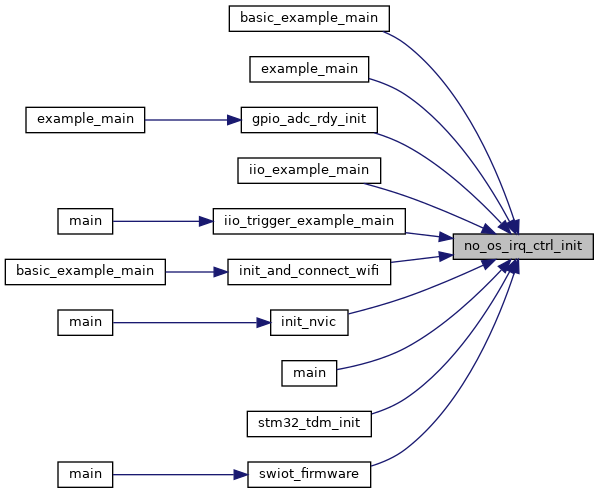 basic_example_main
example_main
example_main
gpio_adc_rdy_init
iio_example_main
main
iio_trigger_example_main
no_os_irq_ctrl_init
basic_example_main
init_and_connect_wifi
main
init_nvic
main
stm32_tdm_init
main
swiot_firmware